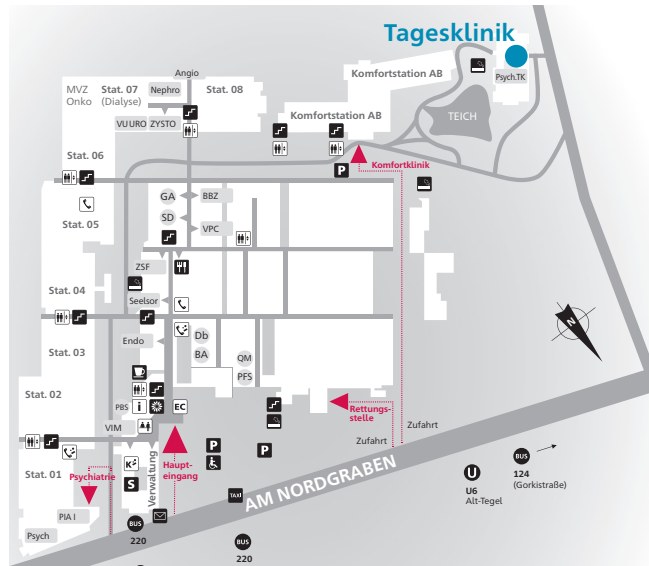 Tagesklinik
Psych.TK
Komfortstation AB
Komfortstation AB
TEICH
Angio
MVZ
Onko
Stat. 07
(Dialyse)
Nephro
Stat. 08
VU URO ZYSTO
Stat. 06
Komfortklinik
P
GA
BBZ
SD
VPC
Stat. 05
ZSF
Seelsor
Stat. 04
N
Endo
Db
BA
QM
PFS
Stat. 03
Stat. 02
PBS
i
EC
Rettungs-
stelle
VIM
Zufahrt
Zufahrt
P
P
Stat. 01
K
S
Psychiatrie
Verwaltung
Haupt-
eingang
AM NORDGRABEN
TAXI
U
U6
Alt-Tegel
BUS
124
(Gorkistraße)
PIA I
Psych
BUS
220
BUS
220